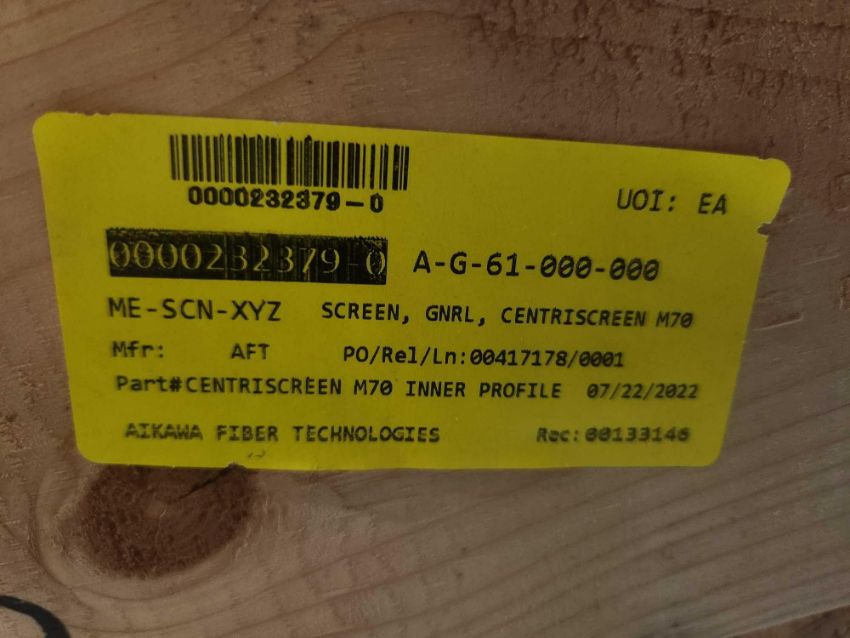 0000232379-0
UOI: EA
0000232379-0 A-G-61-000-000
ME-SCN-XYZ SCREEN, GNRL, CENTRISCREEN M70
Mfr: AFT PO/Rel/Ln:00417178/0001
Part#CENTRISCREEN M70 INNER PROFILE 07/22/2022
AIKAWA FIBER TECHNOLOGIES Rec:00133146